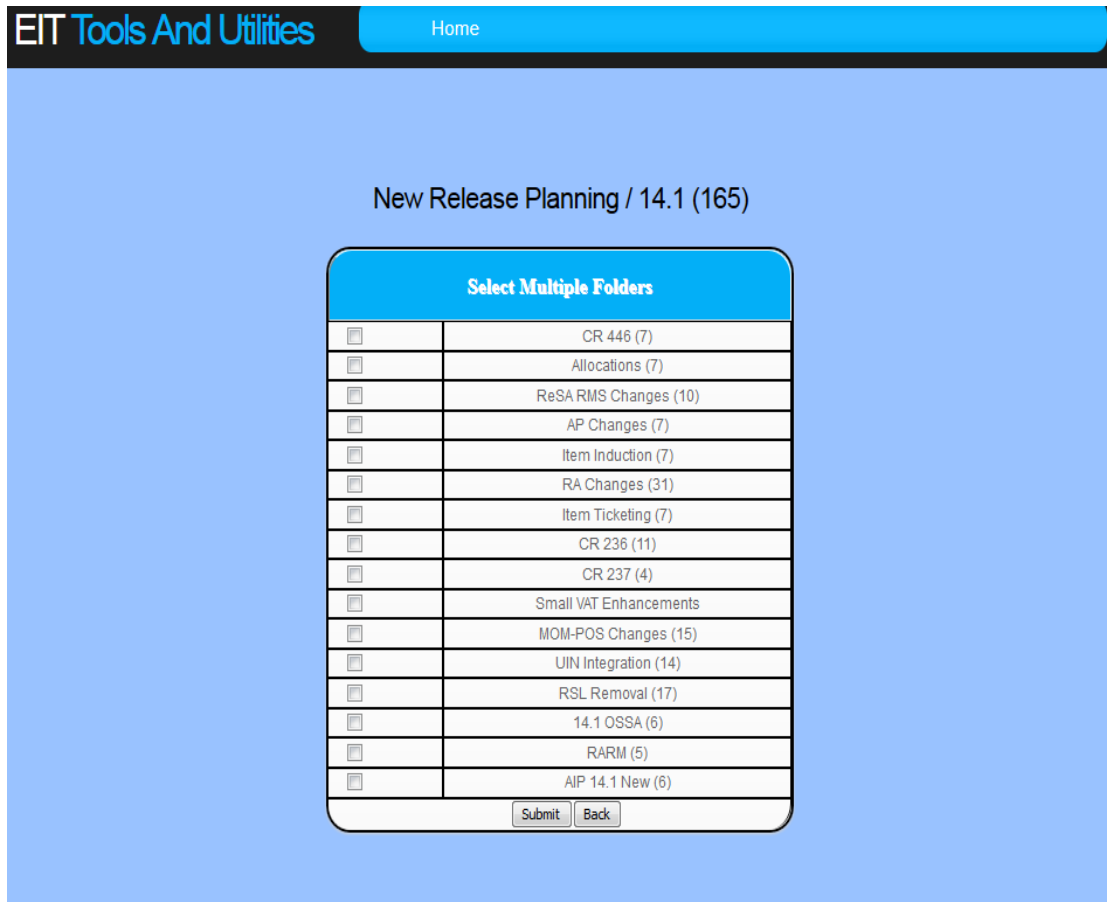 EIT Tools And Utilities
Home
New Release Planning / 14.1 (165)
Select Multiple Folders
CR 446 (7)
Allocations (7)
ReSA RMS Changes (10)
AP Changes (7)
Item Induction (7)
RA Changes (31)
Item Ticketing (7)
CR 236 (11)
CR 237 (4)
Small VAT Enhancements
MOM-POS Changes (15)
UIN Integration (14)
RSL Removal (17)
14.1 OSSA (6)
RARM (5)
AIP 14.1 New (6)
Submit Back